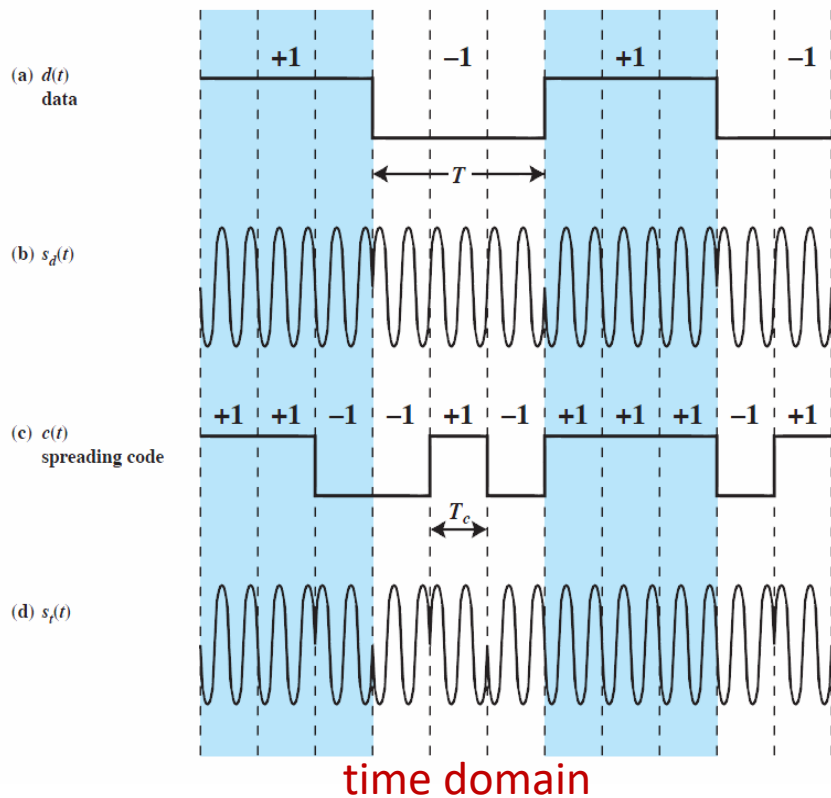 +1 −1 +1 −1
(a) d(t)
data
T
(b) s_d(t)
+1 +1 −1 −1 +1 −1 +1 +1 +1 −1 +1
(c) c(t)
spreading code
T_c
(d) s_t(t)
time domain